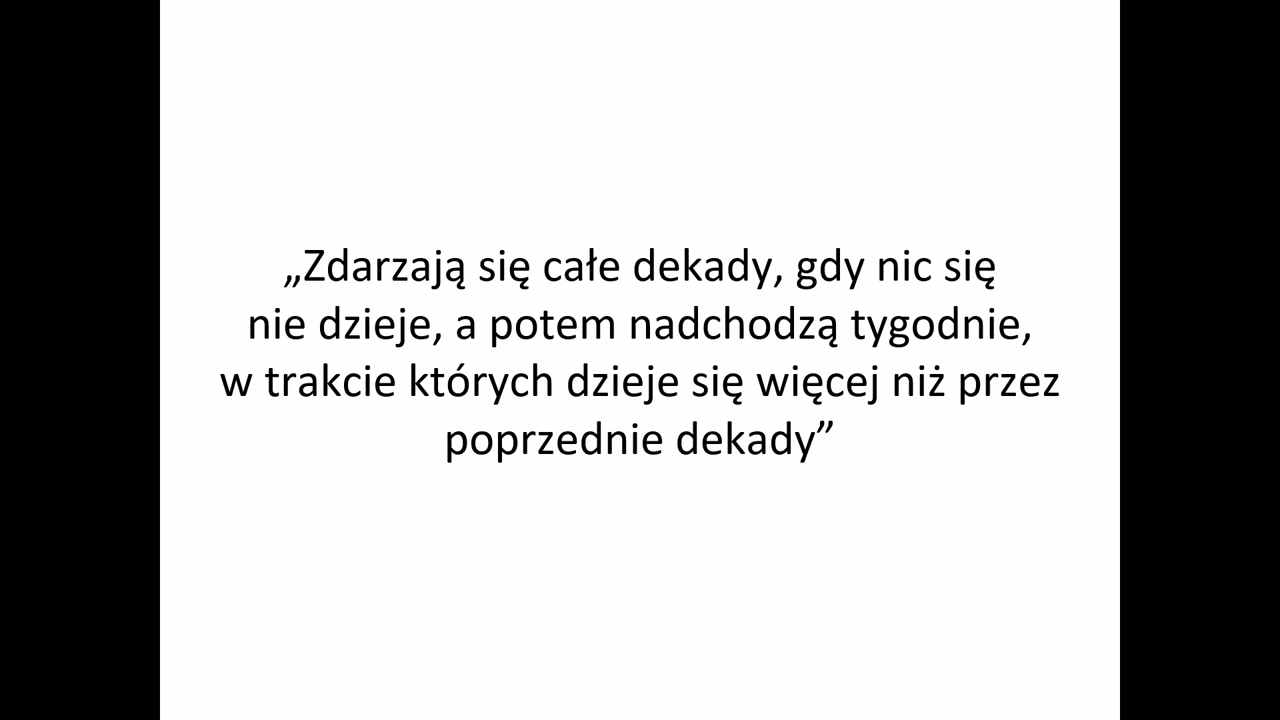 „Zdarzają się całe dekady, gdy nic się
nie dzieje, a potem nadchodzą tygodnie,
w trakcie których dzieje się więcej niż przez
poprzednie dekady”